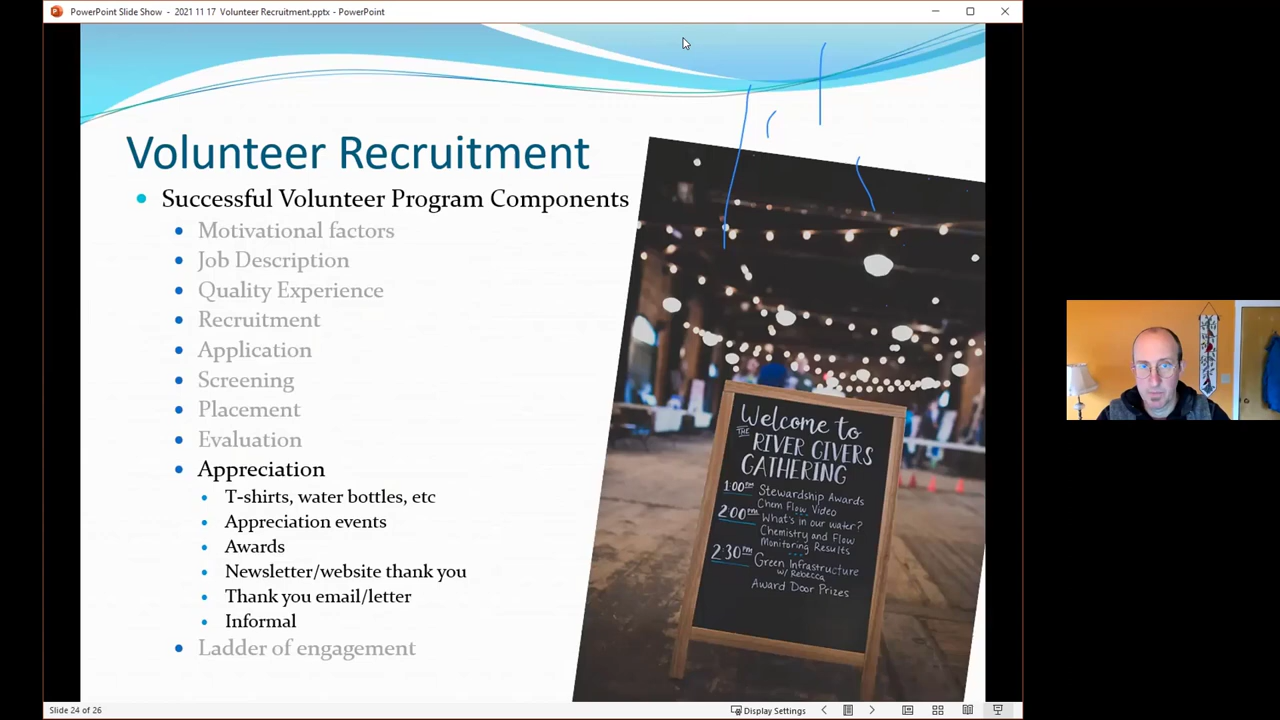 PowerPoint Slide Show - 2021 11 17 Volunteer Recruitment.pptx - PowerPoint
Volunteer Recruitment
Successful Volunteer Program Components
Motivational factors
Job Description
Quality Experience
Recruitment
Application
Screening
Placement
Evaluation
Appreciation
T-shirts, water bottles, etc
Appreciation events
Awards
Newsletter/website thank you
Thank you email/letter
Informal
Ladder of engagement
Welcome to
THE RIVER GIVERS
GATHERING
1:00PM Stewardship Awards
Chem Flow Video
2:00PM What's in our water?
Chemistry and Flow
Monitoring Results
2:30PM Green Infrastructure
w/ Rebecca
Award Door Prizes
Slide 24 of 26
Display Settings